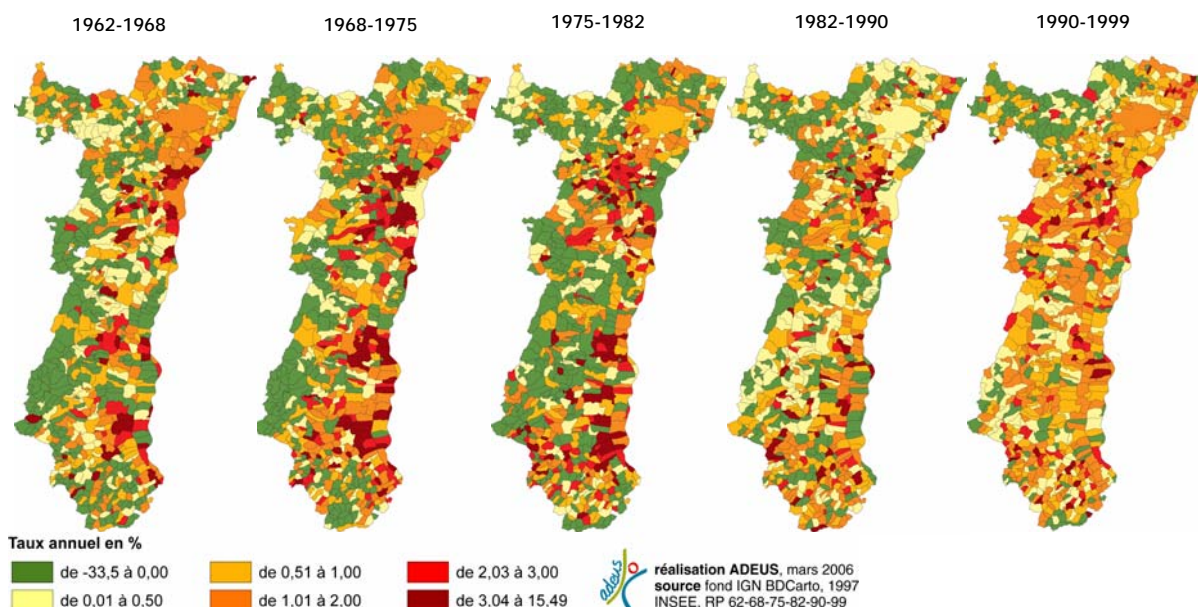 1962-1968 1968-1975 1975-1982 1982-1990 1990-1999
Taux annuel en %
de -33,5 à 0,00 de 0,51 à 1,00 de 2,03 à 3,00
de 0,01 à 0,50 de 1,01 à 2,00 de 3,04 à 15,49
adeus
réalisation ADEUS, mars 2006
source fond IGN BDCarto, 1997
INSEE, RP 62-68-75-82-90-99